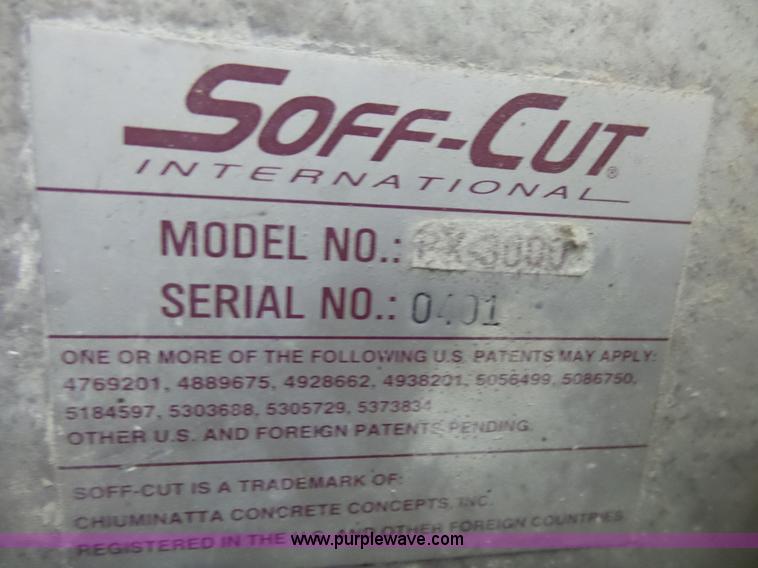 SOFF-CUT®
INTERNATIONAL
MODEL NO.: PX-3000
SERIAL NO.: 0401
ONE OR MORE OF THE FOLLOWING U.S. PATENTS MAY APPLY:
4769201, 4889675, 4928662, 4938201, 5056499, 5086750,
5184597, 5303688, 5305729, 5373834
OTHER U.S. AND FOREIGN PATENTS PENDING.
SOFF-CUT IS A TRADEMARK OF:
CHIUMINATTA CONCRETE CONCEPTS, INC.
REGISTERED IN THE U.S. AND OTHER FOREIGN COUNTRIES
www.purplewave.com